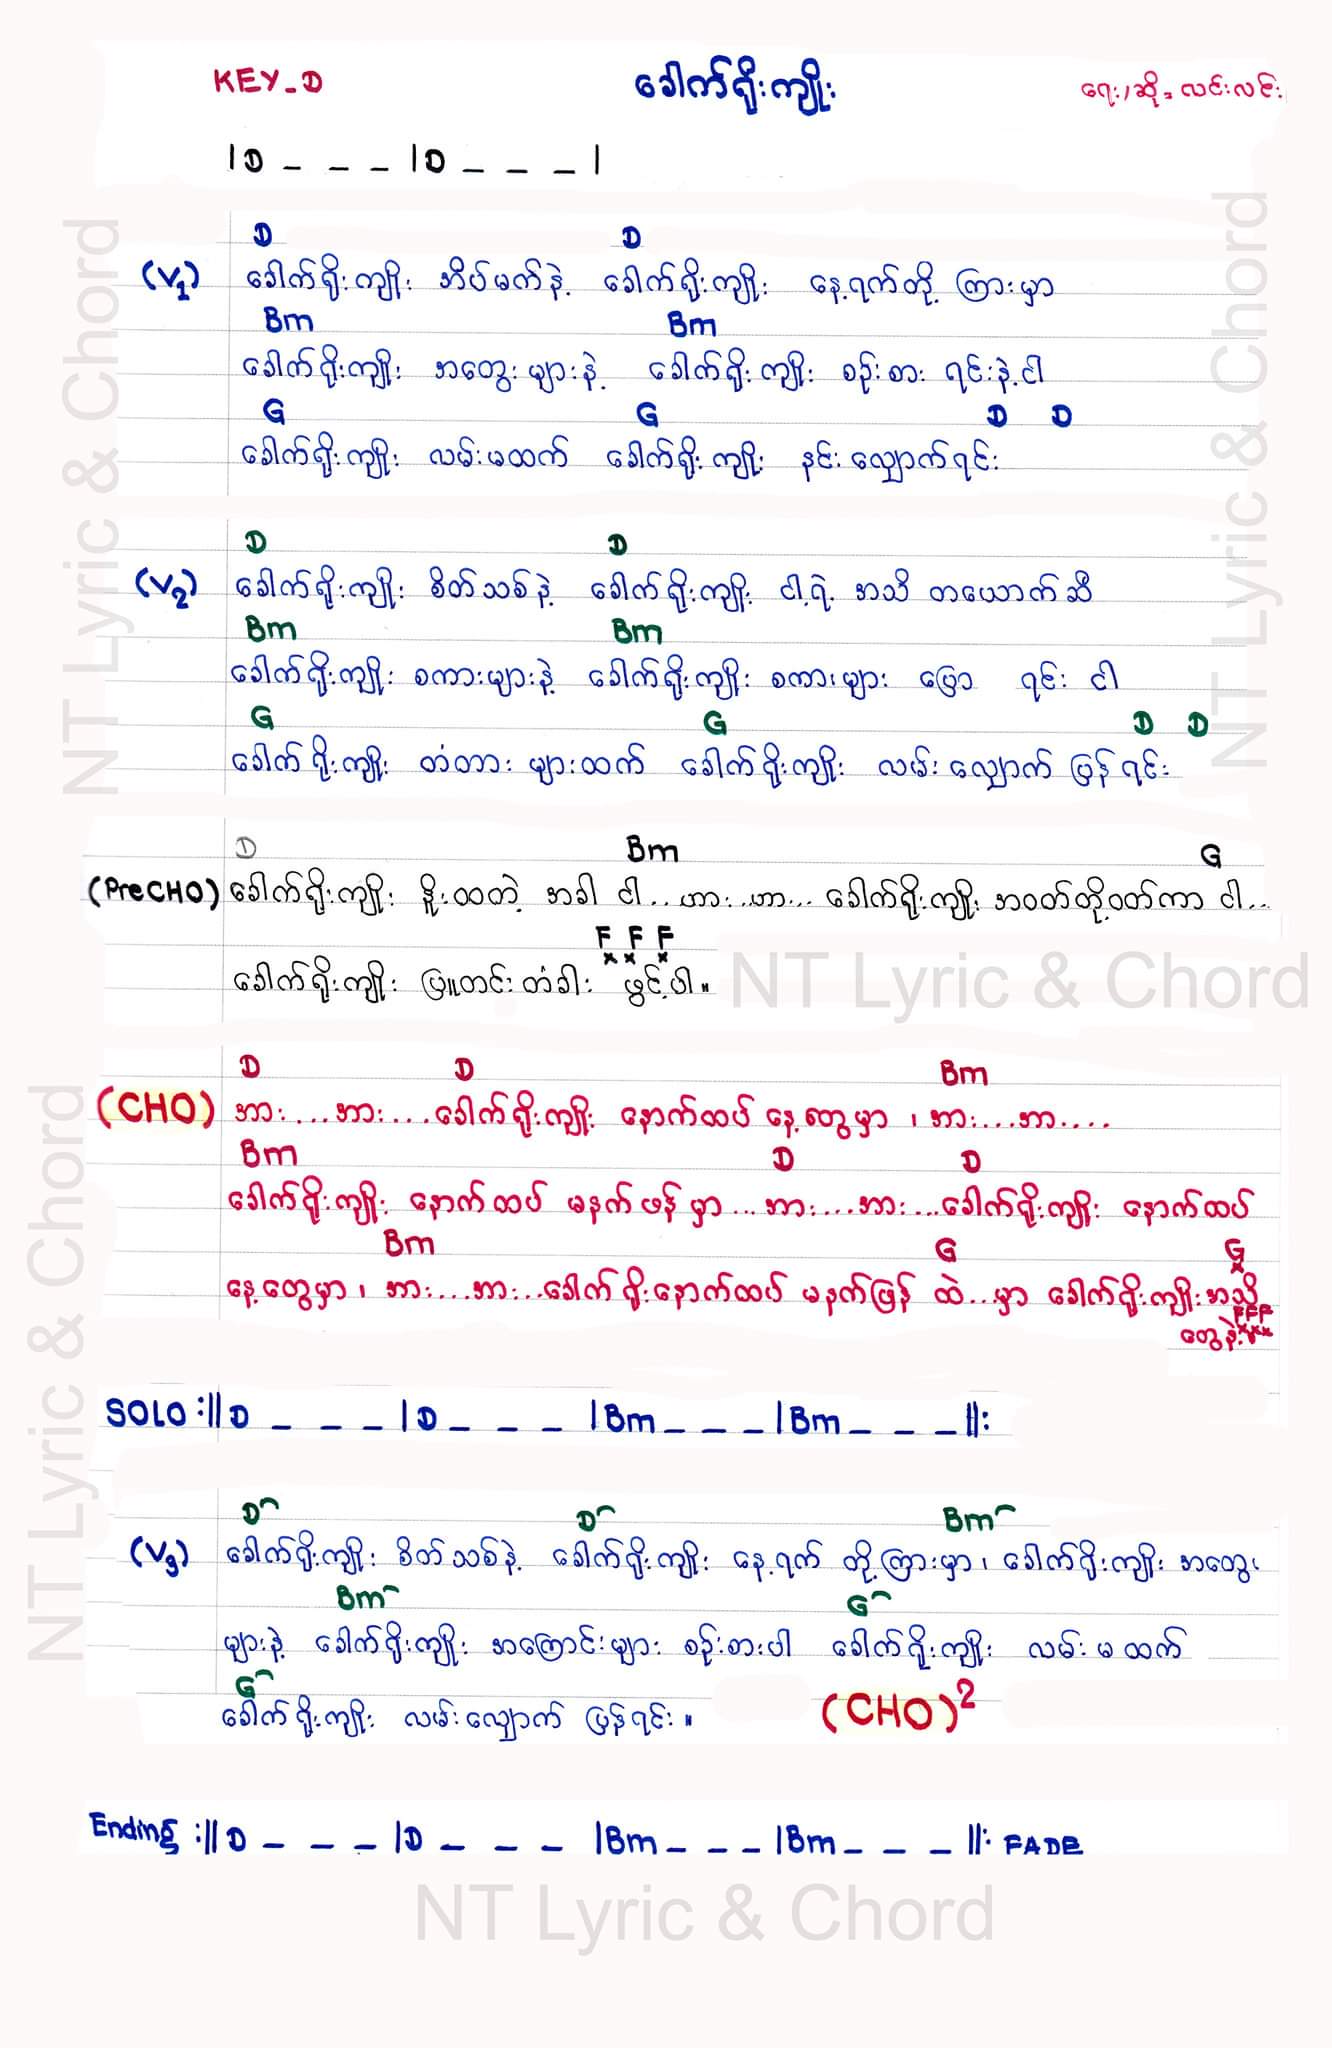 KEY-D
ခေါက်ရိုးကျိုး
ရေး/ဆို = လင်းလင်း
| D _ _ _ | D _ _ _ |
D D
(V1) ခေါက်ရိုးကျိုး အိပ်မက်နဲ့ ခေါက်ရိုးကျိုး နေ့ရက်တို့ ကြားမှာ
Bm Bm
ခေါက်ရိုးကျိုး အတွေးများနဲ့ ခေါက်ရိုးကျိုး စဉ်းစားရင်းနဲ့ ငါ
G G D D
ခေါက်ရိုးကျိုး လမ်းမထက် ခေါက်ရိုးကျိုး နင်းလျှောက်ရင်း
D D
(V2) ခေါက်ရိုးကျိုး စိတ်သစ်နဲ့ ခေါက်ရိုးကျိုး ငါ့ရဲ့ အသိ တယောက်ဆီ
Bm Bm
ခေါက်ရိုးကျိုး စကားများနဲ့ ခေါက်ရိုးကျိုး စကားများ ပြော ရင်း ငါ
G G D D
ခေါက်ရိုးကျိုး တံတားများထက် ခေါက်ရိုးကျိုး လမ်းလျှောက် ပြန်ရင်း
D Bm G
(PreCHO) ခေါက်ရိုးကျိုး နိုးထတဲ့ အခါ ငါ..ဟား..ဟာ... ခေါက်ရိုးကျိုး အဝတ်တို့ဝတ်ကာ ငါ...
F F F
ခေါက်ရိုးကျိုး ပြူတင်းတံခါး ဖွင့်ပါ။
D D Bm
(CHO) အား....အား....ခေါက်ရိုးကျိုး နောက်ထပ် နေ့တွေမှာ ၊ အား...အာ....
Bm D D
ခေါက်ရိုးကျိုး နောက်ထပ် မနက်ဖန်မှာ...အား...အား...ခေါက်ရိုးကျိုး နောက်ထပ်
Bm G G
နေ့တွေမှာ ၊ အား...အား...ခေါက်ရိုးနောက်ထပ် မနက်ဖြန် ထဲ...မှာ ခေါက်ရိုးကျိုးအသိ
F F F
တွေနဲ့
SOLO :|| D _ _ _ | D _ _ _ | Bm _ _ _ | Bm _ _ _ ||:
D D Bm
(V3) ခေါက်ရိုးကျိုး စိတ်သစ်နဲ့ ခေါက်ရိုးကျိုး နေ့ရက် တို့ကြားမှာ ၊ ခေါက်ရိုးကျိုး အတွေး
Bm G
များနဲ့ ခေါက်ရိုးကျိုး အကြောင်းများ စဉ်းစားပါ ခေါက်ရိုးကျိုး လမ်းမထက်
G
ခေါက်ရိုးကျိုး လမ်းလျှောက် ပြန်ရင်း။ (CHO)2
Ending :|| D _ _ _ | D _ _ _ | Bm _ _ _ | Bm _ _ _ ||: FADE
NT Lyric & Chord
NT Lyric & Chord
NT Lyric & Chord
NT Lyric & Chord
NT Lyric & Chord